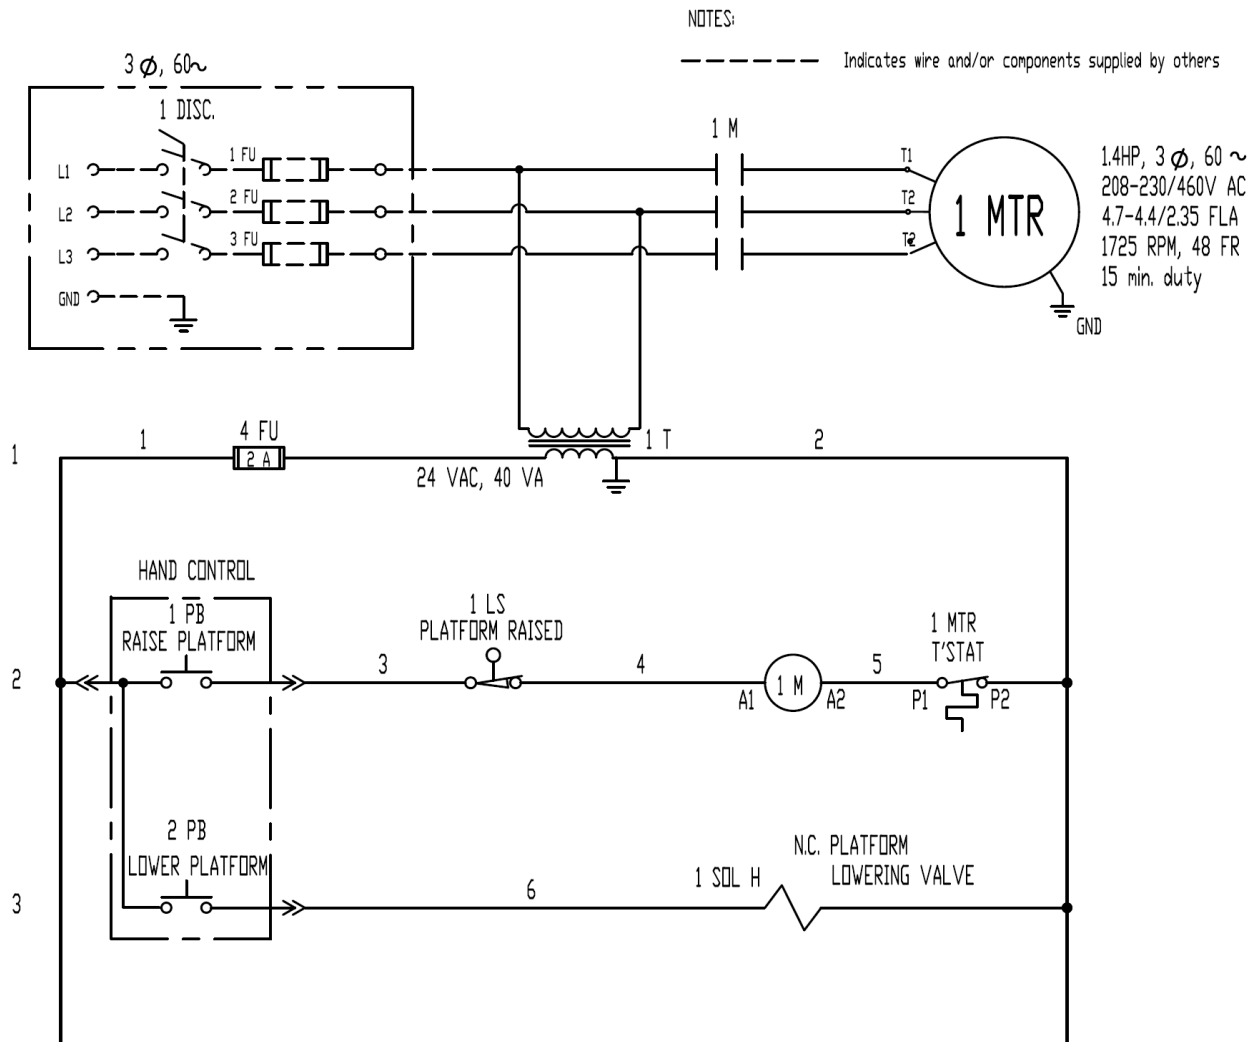 NOTES:
Indicates wire and/or components supplied by others
3 ϕ, 60~
1 DISC.
1 M
L1
1 FU
T1
L2
2 FU
T2
L3
3 FU
T2
GND
1 MTR
1.4HP, 3 ϕ, 60 ~
208-230/460V AC
4.7-4.4/2.35 FLA
1725 RPM, 48 FR
15 min. duty
GND
1
1
4 FU
2 A
1 T
2
24 VAC, 40 VA
HAND CONTROL
1 PB
RAISE PLATFORM
1 LS
PLATFORM RAISED
1 MTR
T'STAT
2
3
4
1 M
A1
A2
5
P1
P2
2 PB
LOWER PLATFORM
N.C. PLATFORM
LOWERING VALVE
1 SOL H
3
6